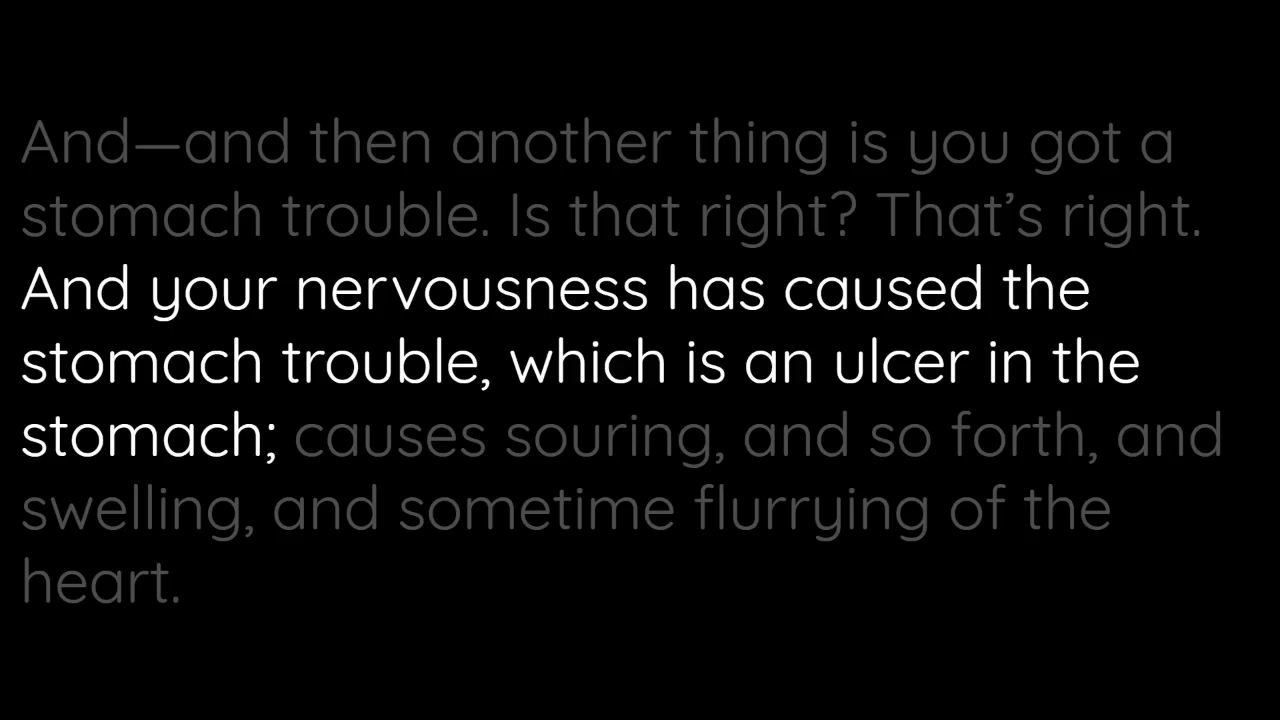 And—and then another thing is you got a
stomach trouble. Is that right? That’s right.
And your nervousness has caused the
stomach trouble, which is an ulcer in the
stomach; causes souring, and so forth, and
swelling, and sometime flurrying of the
heart.